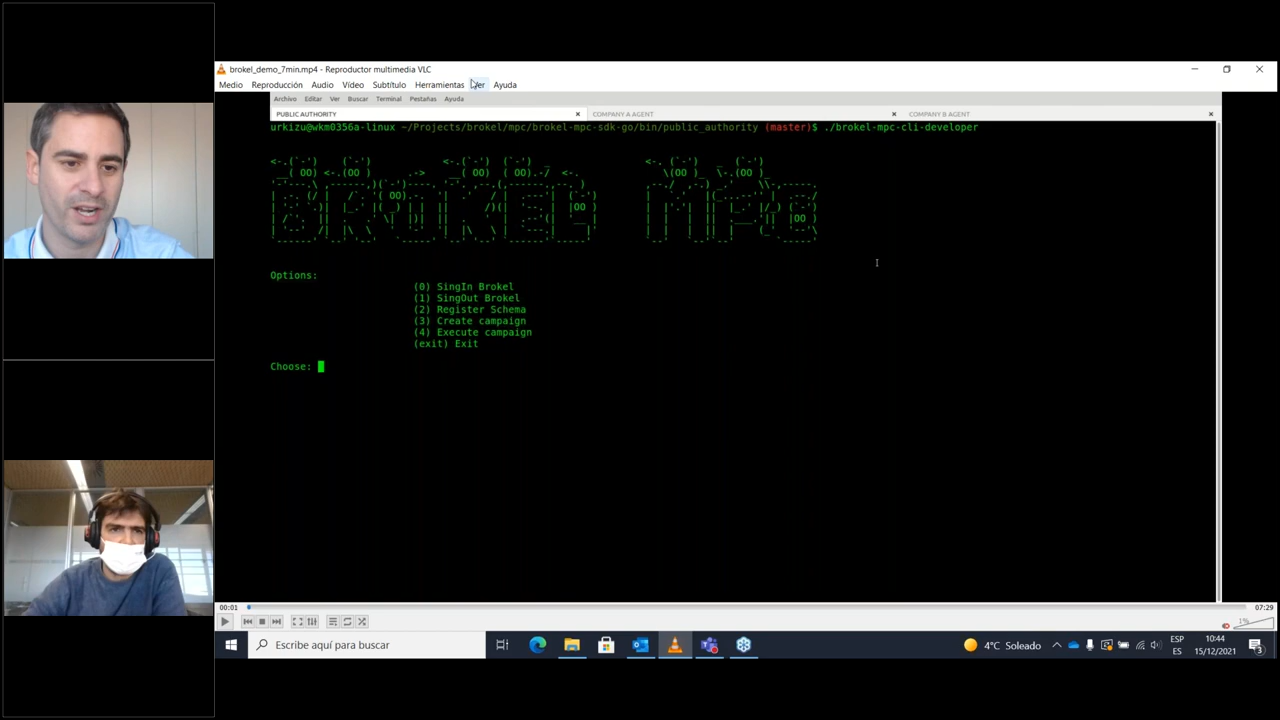 brokel_demo_7min.mp4 - Reproductor multimedia VLC
Medio Reproducción Audio Vídeo Subtítulo Herramientas Ver Ayuda
Archivo Editar Ver Buscar Terminal Pestañas Ayuda
PUBLIC AUTHORITY × COMPANY A AGENT × COMPANY B AGENT ×
urkizu@wkm0356a-linux ~/Projects/brokel/mpc/brokel-mpc-sdk-go/bin/public_authority (master)$ ./brokel-mpc-cli-developer
BROKEL MPC
Options:
(0) SingIn Brokel
(1) SingOut Brokel
(2) Register Schema
(3) Create campaign
(4) Execute campaign
(exit) Exit
Choose:
00:01 07:29
1%
Escribe aquí para buscar
4°C Soleado
ESP
ES
10:44
15/12/2021
3